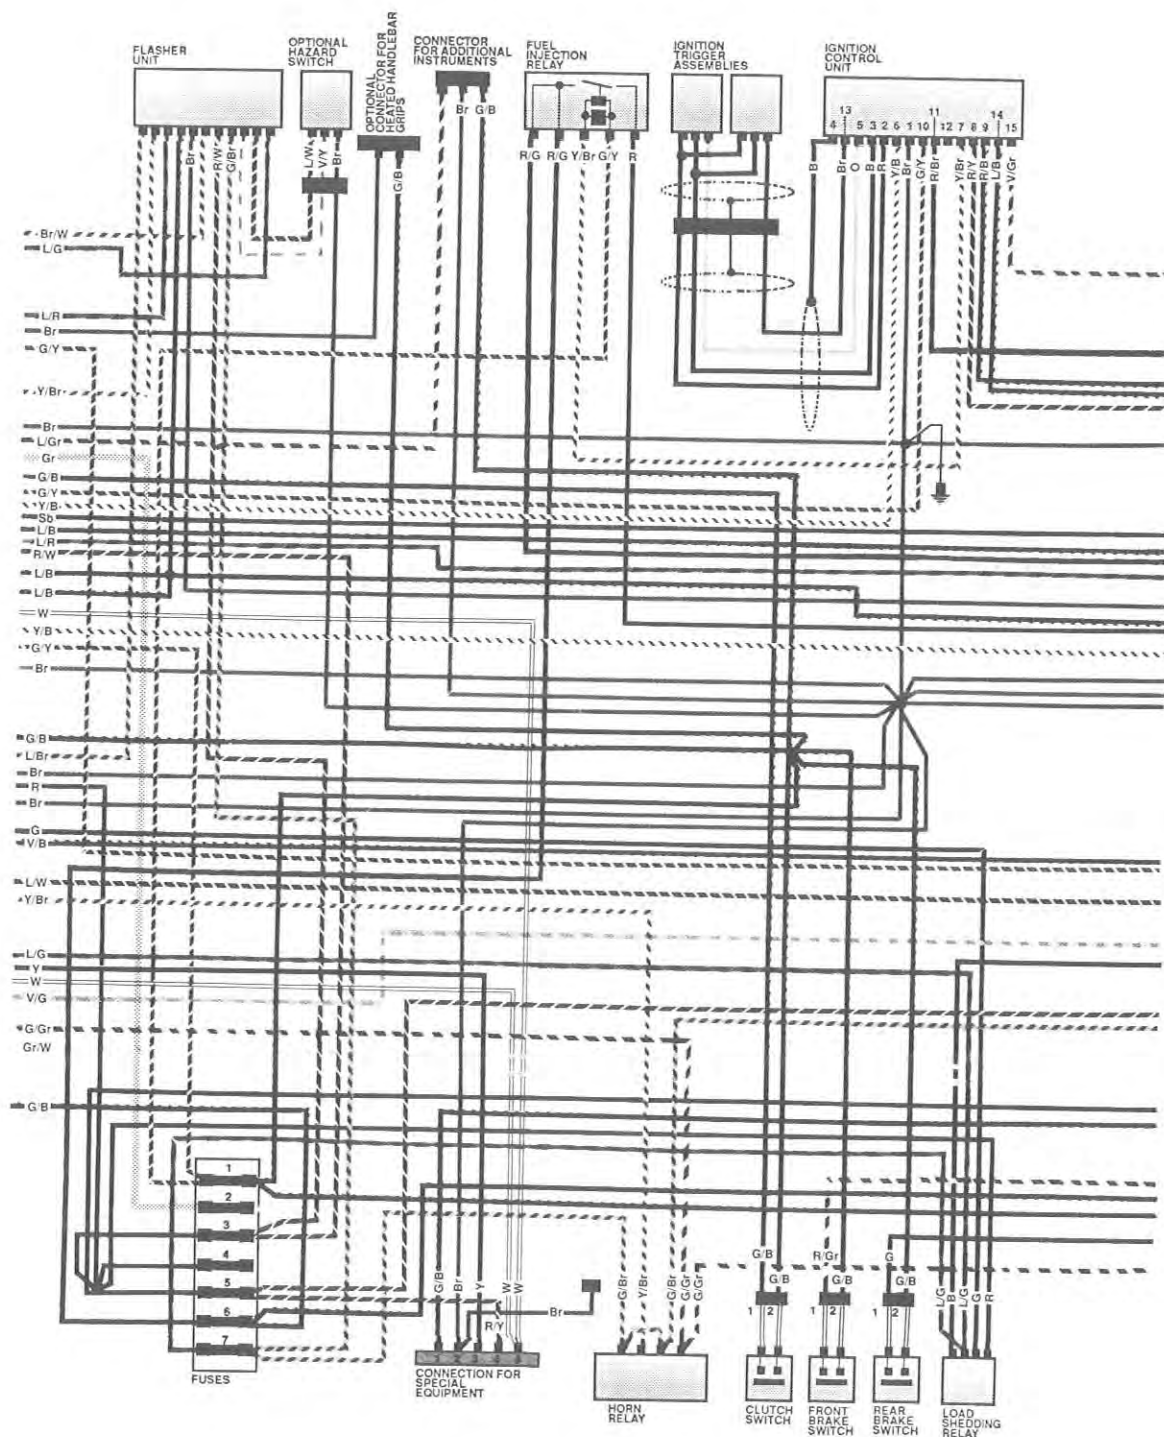 FLASHER
UNIT
OPTIONAL
HAZARD
SWITCH
OPTIONAL
CONNECTOR FOR
HEATED HANDLEBAR
GRIPS
CONNECTOR
FOR ADDITIONAL
INSTRUMENTS
FUEL
INJECTION
RELAY
IGNITION
TRIGGER
ASSEMBLIES
IGNITION
CONTROL
UNIT
13 11 14
4 5 3 2 6 1 10 12 7 8 9 15
Br R/W G/Br
L/W V/Y Br
G/B
Br G/B
R/G R/G Y/Br G/Y R
B Br O B R Y/B Br G/Y R/Br Y/Br R/Y R/B L/B V/Gr
Br/W
L/G
L/R
Br
G/Y
Y/Br
Br
L/Gr
Gr
G/B
G/Y
Y/B
Sb
L/B
L/R
R/W
L/B
L/B
W
Y/B
G/Y
Br
G/B
L/Br
Br
R
Br
G
V/B
L/W
Y/Br
L/G
Y
W
V/G
G/Gr
Gr/W
G/B
1
2
3
4
5
6
7
FUSES
G/B Br Y R/Y W W
Br
1 2 3 4
CONNECTION FOR
SPECIAL
EQUIPMENT
G/Br Y/Br G/Br G/Gr G/Gr
HORN
RELAY
G/B G/B
1 2
CLUTCH
SWITCH
R/Gr G/B
1 2
FRONT
BRAKE
SWITCH
G G/B
1 2
REAR
BRAKE
SWITCH
L/G B L/G G R
LOAD
SHEDDING
RELAY